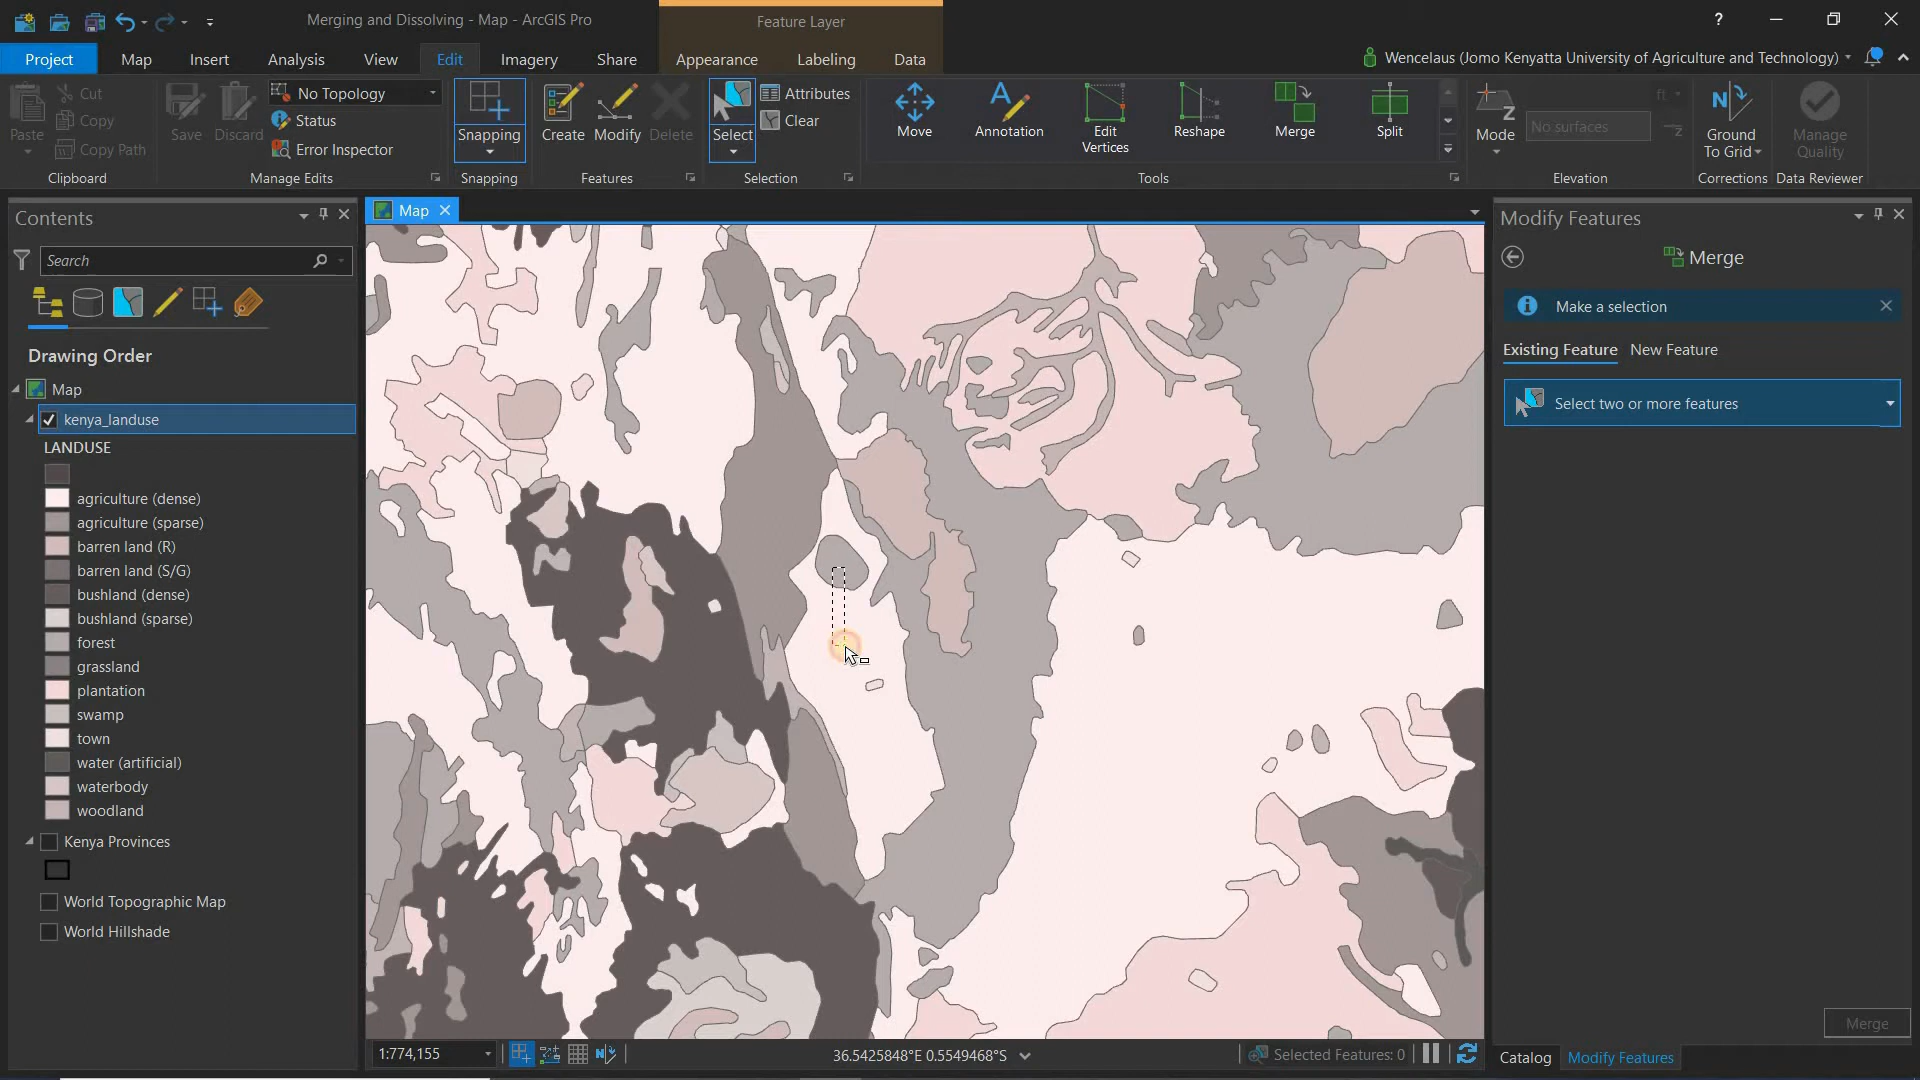 Merging and Dissolving - Map - ArcGIS Pro
Feature Layer
?
Project
Map
Insert
Analysis
View
Edit
Imagery
Share
Appearance
Labeling
Data
Wencelaus (Jomo Kenyatta University of Agriculture and Technology)
Paste
Cut
Copy
Copy Path
Clipboard
Save
Discard
No Topology
Status
Error Inspector
Manage Edits
Snapping
Snapping
Create
Modify
Delete
Features
Select
Attributes
Clear
Selection
Move
Annotation
Edit
Vertices
Reshape
Merge
Split
Tools
Mode
ft
No surfaces
Elevation
Ground
To Grid
Corrections
Manage
Quality
Data Reviewer
Contents
Search
Drawing Order
Map
kenya_landuse
LANDUSE
agriculture (dense)
agriculture (sparse)
barren land (R)
barren land (S/G)
bushland (dense)
bushland (sparse)
forest
grassland
plantation
swamp
town
water (artificial)
waterbody
woodland
Kenya Provinces
World Topographic Map
World Hillshade
Map
1:774,155
36.5425848°E 0.5549468°S
Selected Features: 0
Modify Features
Merge
Make a selection
Existing Feature
New Feature
Select two or more features
Merge
Catalog
Modify Features